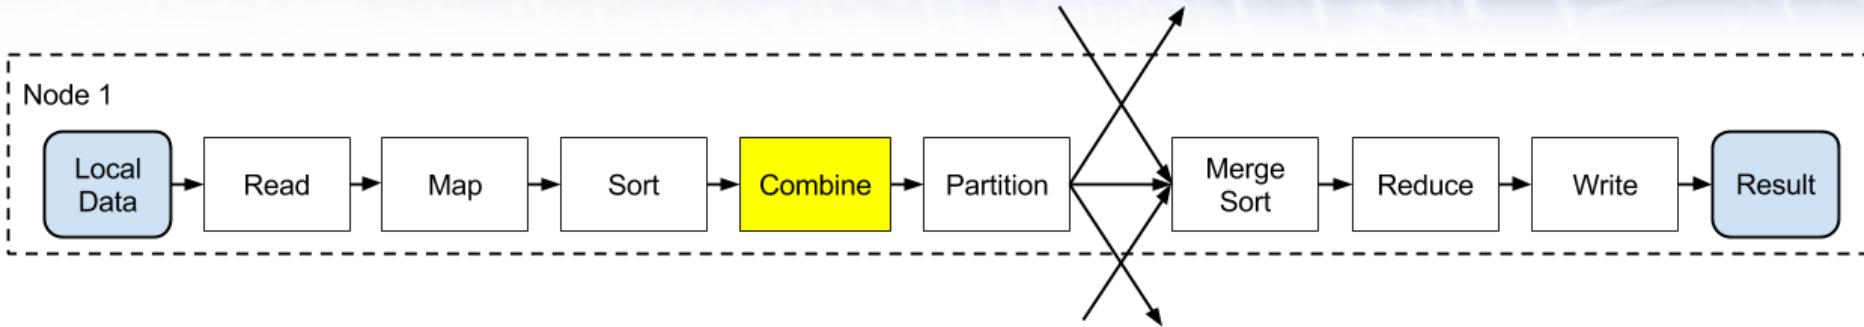 Node 1
Local
Data
Read
Map
Sort
Combine
Partition
Merge
Sort
Reduce
Write
Result